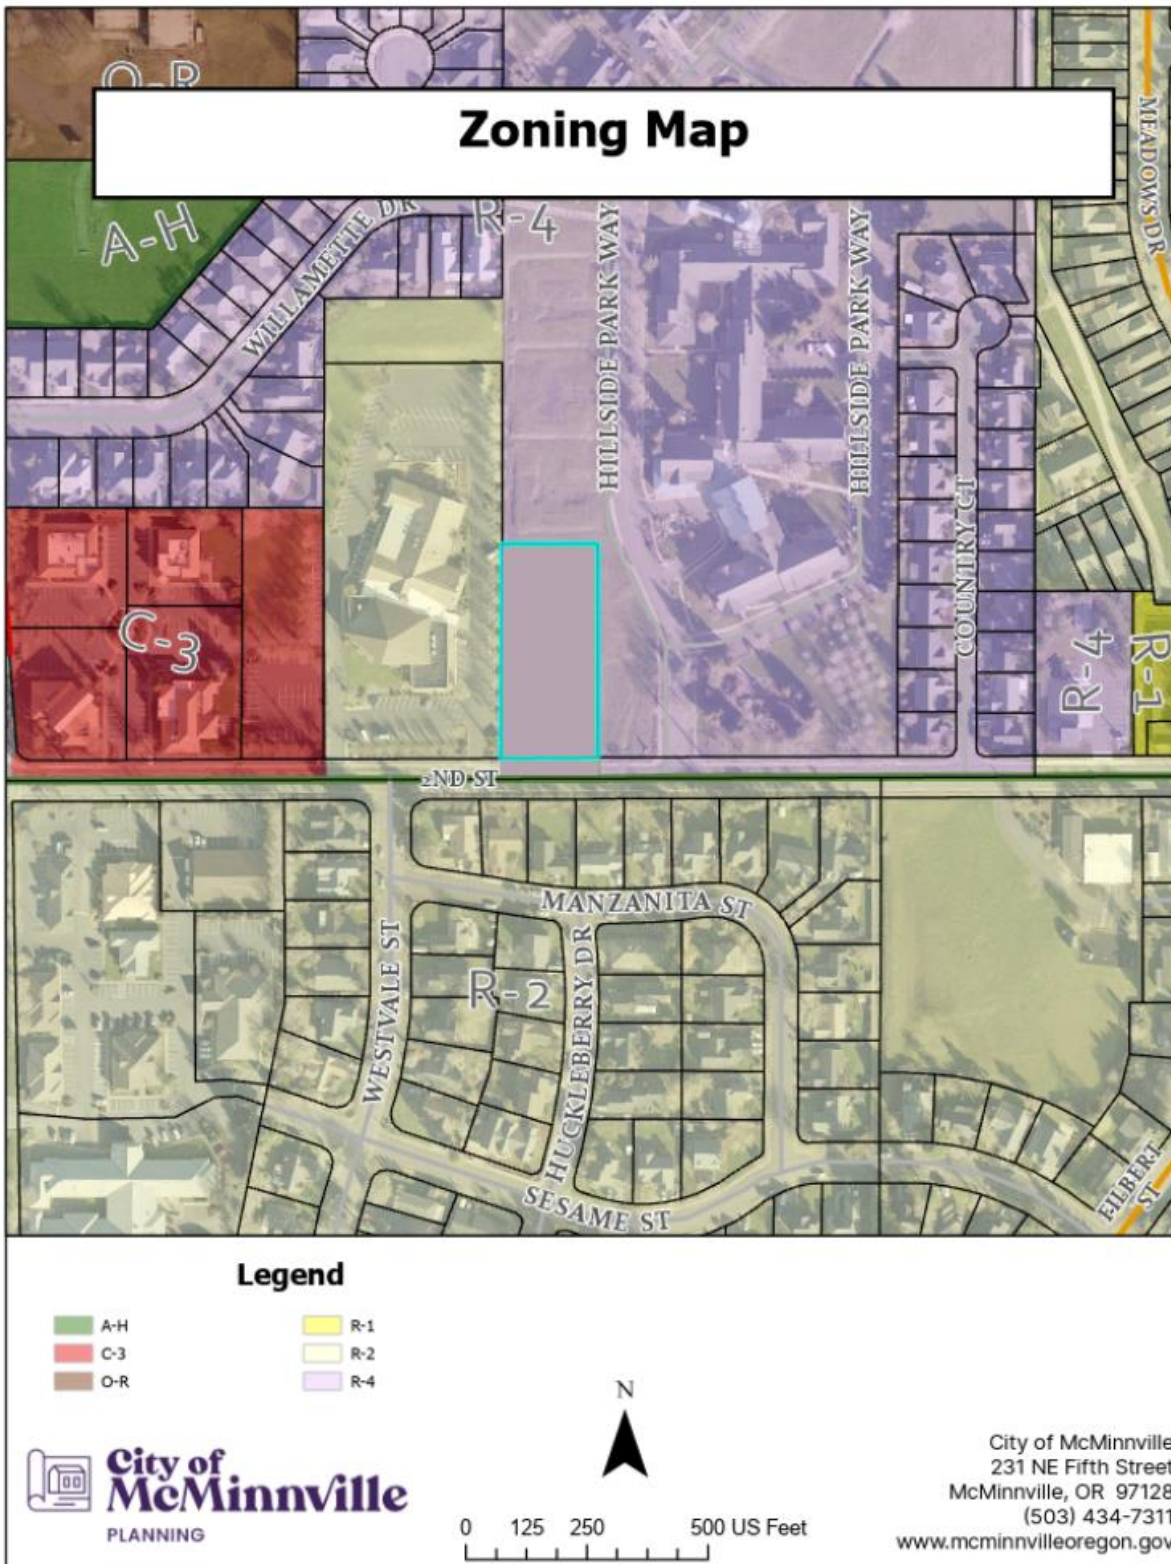 O-R
Zoning Map
MEADOWS DR
A-H
WILLAMETTE DR
R-4
HILLSIDE PARK WAY
HILLSIDE PARK WAY
COUNTRY CT
C-3
R-4
R-1
2ND ST
MANZANITA ST
WESTVALE ST
R-2
HUCKLEBERRY DR
SESAME ST
FILBERT ST
Legend
A-H
C-3
O-R
R-1
R-2
R-4
N
City of
McMinnville
PLANNING
0 125 250 500 US Feet
City of McMinnville
231 NE Fifth Street
McMinnville, OR 97128
(503) 434-7311
www.mcminnvilleoregon.gov